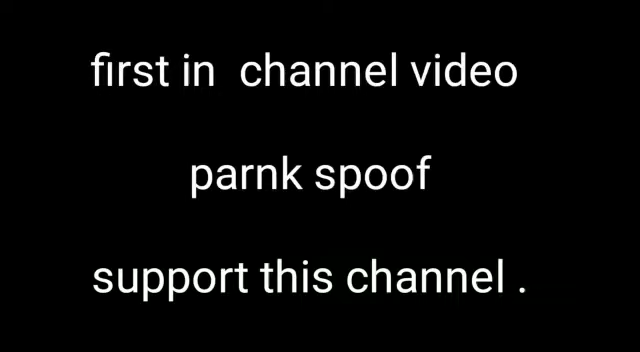 first in  channel video
parnk spoof
support this channel .